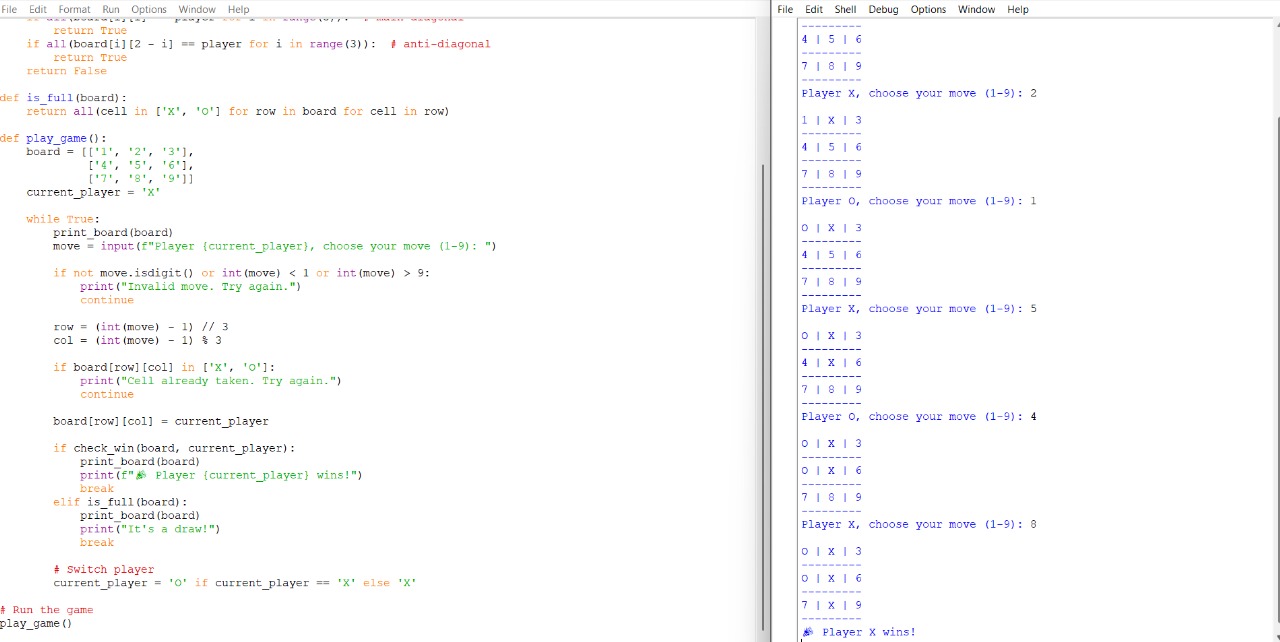 File Edit Format Run Options Window Help
return True
if all(board[i][2 - i] == player for i in range(3)):  # anti-diagonal
return True
return False
def is_full(board):
return all(cell in ['X', 'O'] for row in board for cell in row)
def play_game():
board = [['1', '2', '3'],
['4', '5', '6'],
['7', '8', '9']]
current_player = 'X'
while True:
print_board(board)
move = input(f"Player {current_player}, choose your move (1-9): ")
if not move.isdigit() or int(move) < 1 or int(move) > 9:
print("Invalid move. Try again.")
continue
row = (int(move) - 1) // 3
col = (int(move) - 1) % 3
if board[row][col] in ['X', 'O']:
print("Cell already taken. Try again.")
continue
board[row][col] = current_player
if check_win(board, current_player):
print_board(board)
print(f"🎉 Player {current_player} wins!")
break
elif is_full(board):
print_board(board)
print("It's a draw!")
break
# Switch player
current_player = 'O' if current_player == 'X' else 'X'
# Run the game
play_game()
File Edit Shell Debug Options Window Help
---------
4 | 5 | 6
---------
7 | 8 | 9
---------
Player X, choose your move (1-9): 2
1 | X | 3
---------
4 | 5 | 6
---------
7 | 8 | 9
---------
Player O, choose your move (1-9): 1
O | X | 3
---------
4 | 5 | 6
---------
7 | 8 | 9
---------
Player X, choose your move (1-9): 5
O | X | 3
---------
4 | X | 6
---------
7 | 8 | 9
---------
Player O, choose your move (1-9): 4
O | X | 3
---------
O | X | 6
---------
7 | 8 | 9
---------
Player X, choose your move (1-9): 8
O | X | 3
---------
O | X | 6
---------
7 | X | 9
---------
🎉 Player X wins!